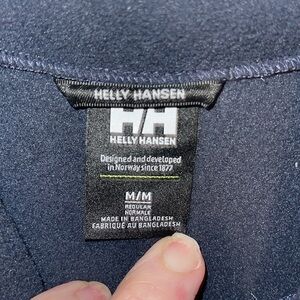 HELLY HANSEN
HH
HELLY HANSEN
Designed and developed
in Norway since 1877
M/M
REGULAR
NORMALE
MADE IN BANGLADESH
FABRIQUÉ AU BANGLADESH